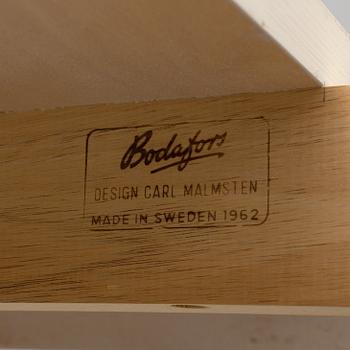 Bodafors
DESIGN CARL MALMSTEN
MADE IN SWEDEN 1962